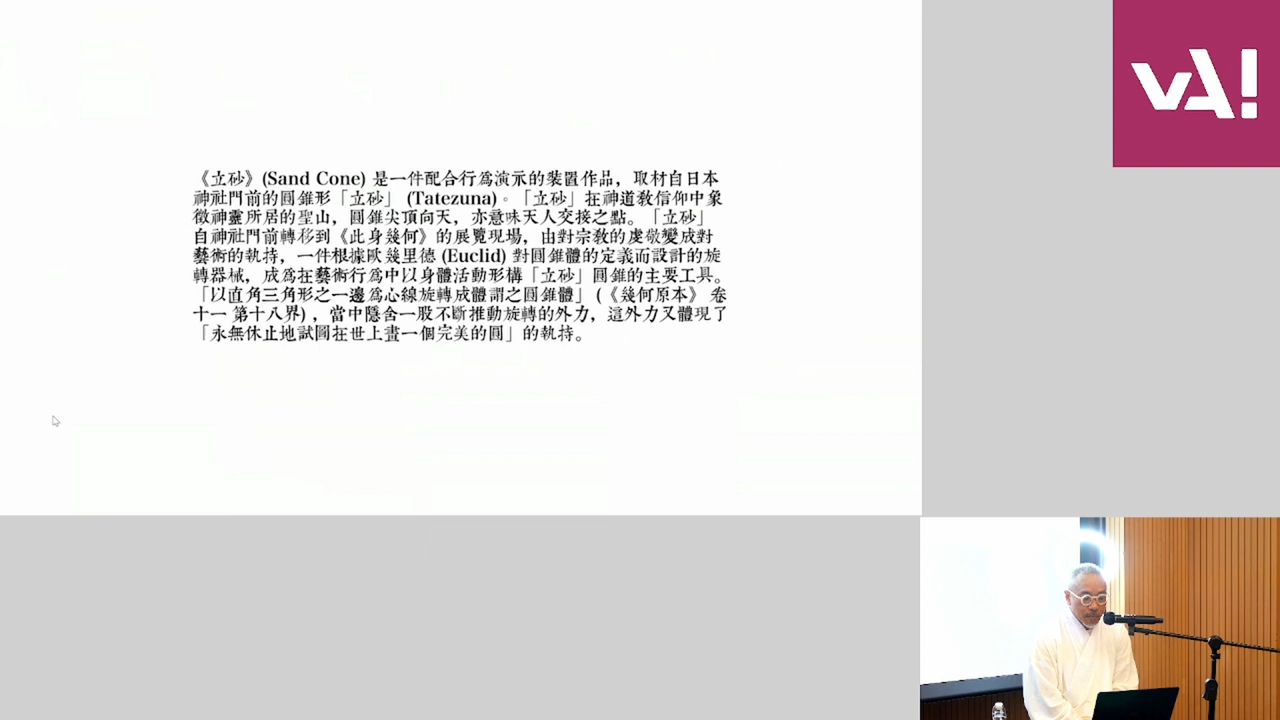 《立砂》(Sand Cone) 是一件配合行為演示的裝置作品，取材自日本
神社門前的圓錐形「立砂」 (Tatezuna)。「立砂」在神道教信仰中象
徵神靈所居的聖山，圓錐尖頂向天，亦意味天人交接之點。「立砂」
自神社門前轉移到《此身幾何》的展覽現場，由對宗教的虔敬變成對
藝術的執持，一件根據歐幾里德 (Euclid) 對圓錐體的定義而設計的旋
轉器械，成為在藝術行為中以身體活動形構「立砂」圓錐的主要工具。
「以直角三角形之一邊為心線旋轉成體謂之圓錐體」 (《幾何原本》 卷
十一 第十八界) ，當中隱含一股不斷推動旋轉的外力，這外力又體現了
「永無休止地試圖在世上畫一個完美的圓」的執持。
vA!